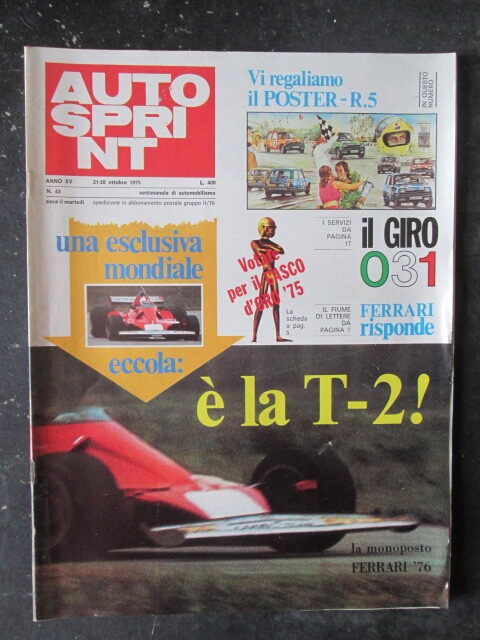 AUTO
SPRI
NT
ANNO XV 21-28 ottobre 1975 L. 400
N. 43 settimanale di automobilismo
esce il martedì spedizione in abbonamento postale gruppo II/70
Vi regaliamo
il POSTER - R.5
IN QUESTO
NUMERO
una esclusiva
mondiale
eccola:
per il CASCO
d'ORO '75
La
scheda
a pag.
5
I SERVIZI
DA
PAGINA
17
il GIRO
031
IL FIUME
DI LETTERE
DA
PAGINA 7
FERRARI
risponde
è la T-2!
la monoposto
FERRARI '76